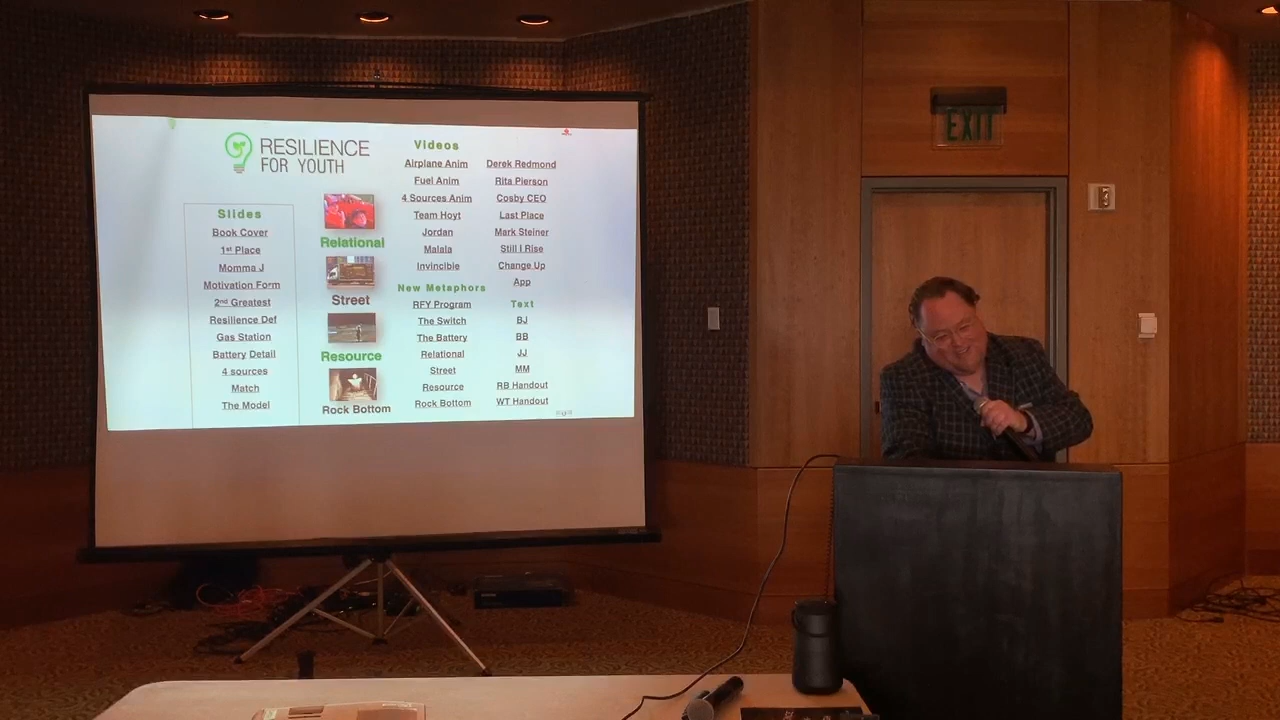 RESILIENCE
FOR YOUTH
Slides
Book Cover
1st Place
Momma J
Motivation Form
2nd Greatest
Resilience Def
Gas Station
Battery Detail
4 sources
Match
The Model
Relational
Street
Resource
Rock Bottom
Videos
Airplane Anim
Fuel Anim
4 Sources Anim
Team Hoyt
Jordan
Malala
Invincible
Derek Redmond
Rita Pierson
Cosby CEO
Last Place
Mark Steiner
Still I Rise
Change Up
App
New Metaphors
RFY Program
The Switch
The Battery
Relational
Street
Resource
Rock Bottom
Text
BJ
BB
JJ
MM
RB Handout
WT Handout
EXIT